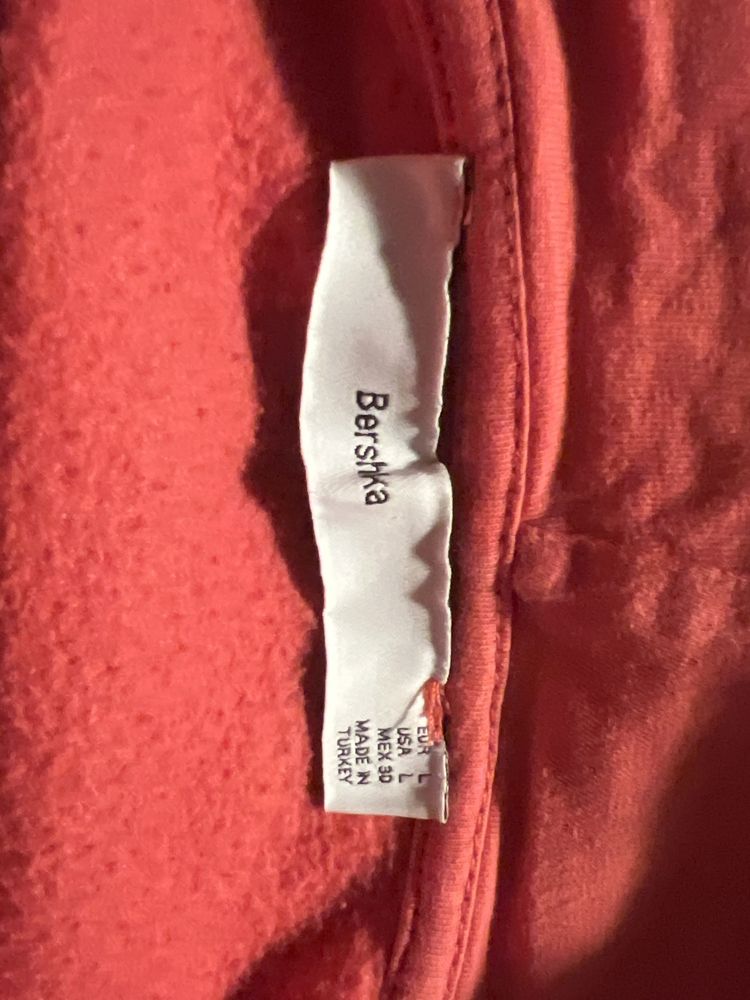 Bershka
EUR L
USA L
MEX 30
MADE IN
TURKEY